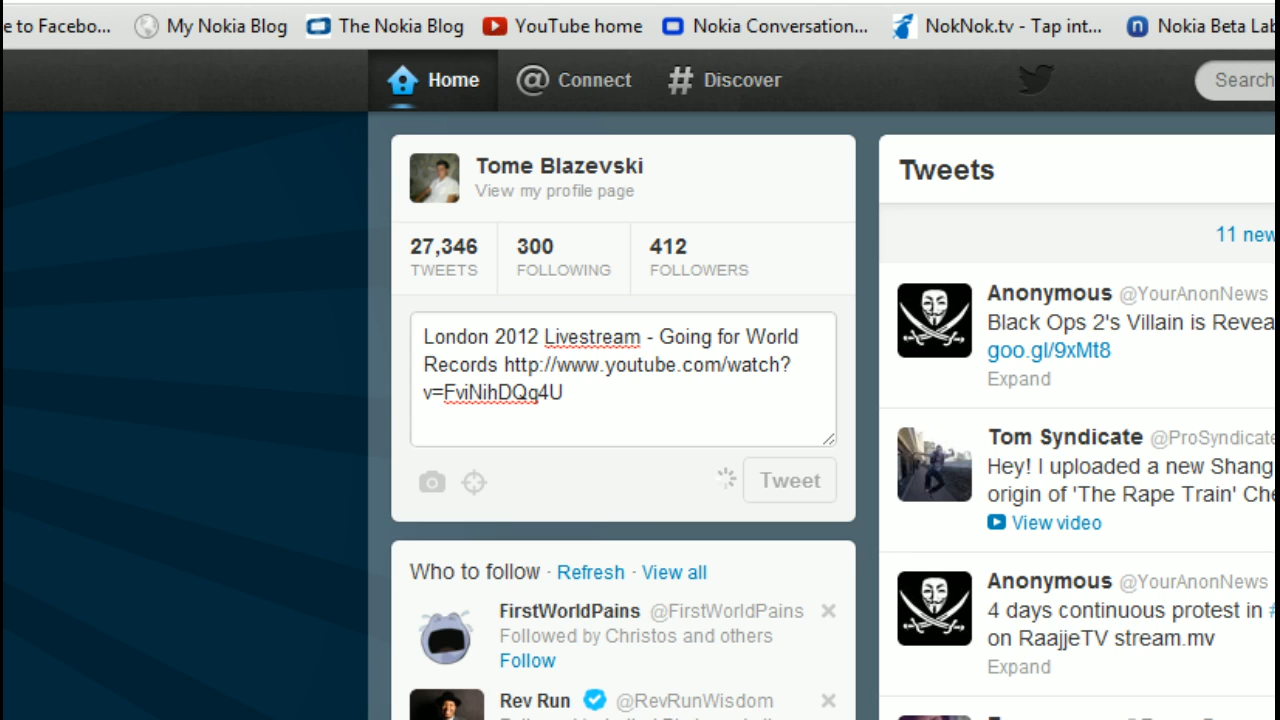 e to Facebo...
My Nokia Blog
The Nokia Blog
YouTube home
Nokia Conversation...
NokNok.tv - Tap int...
Nokia Beta Lab
Home
Connect
Discover
Search
Tome Blazevski
View my profile page
27,346
TWEETS
300
FOLLOWING
412
FOLLOWERS
London 2012 Livestream - Going for World
Records http://www.youtube.com/watch?
v=FviNihDQg4U
Tweet
Who to follow · Refresh · View all
FirstWorldPains @FirstWorldPains
Followed by Christos and others
Follow
Rev Run @RevRunWisdom
Tweets
11 new
Anonymous @YourAnonNews
Black Ops 2's Villain is Revea
goo.gl/9xMt8
Expand
Tom Syndicate @ProSyndicate
Hey! I uploaded a new Shang
origin of 'The Rape Train' Che
View video
Anonymous @YourAnonNews
4 days continuous protest in #
on RaajjeTV stream.mv
Expand